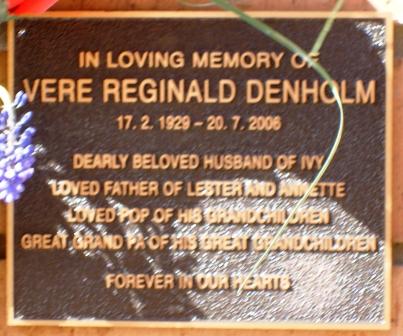 IN LOVING MEMORY OF
VERE REGINALD DENHOLM
17. 2. 1929 – 20. 7. 2006
DEARLY BELOVED HUSBAND OF IVY
LOVED FATHER OF LESTER AND ANNETTE
LOVED POP OF HIS GRANDCHILDREN
GREAT GRAND PA OF HIS GREAT GRANDCHILDREN
FOREVER IN OUR HEARTS